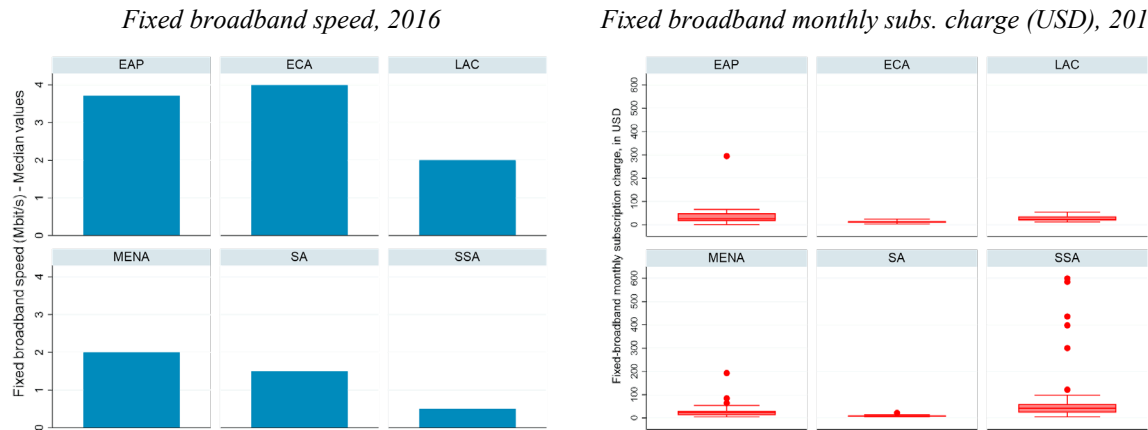 Fixed broadband speed, 2016
Fixed broadband monthly subs. charge (USD), 201
Fixed broadband speed (Mbit/s) - Median values
EAP
ECA
LAC
4
3
2
1
0
MENA
SA
SSA
4
3
2
1
0
Fixed-broadband monthly subscription charge, in USD
EAP
ECA
LAC
600
500
400
300
200
100
0
MENA
SA
SSA
600
500
400
300
200
100
0